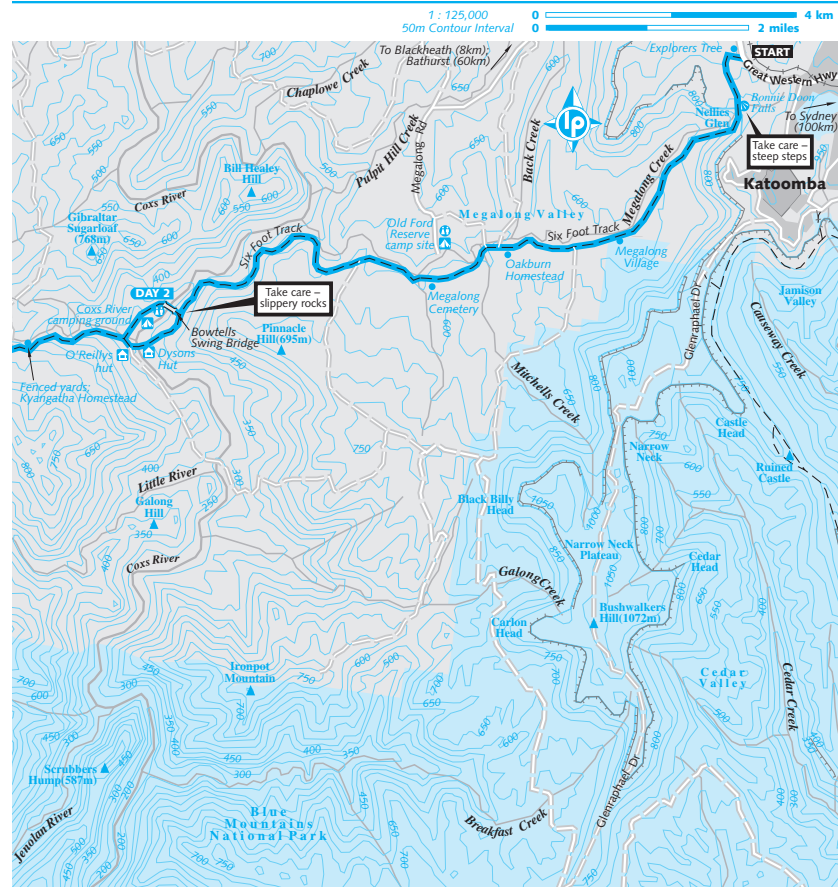 1 : 125,000
50m Contour Interval
0 4 km
0 2 miles
To Blackheath (8km);
Bathurst (60km)
Explorers Tree
START
Great Western Hwy
Bonnie Doon
Falls
Nellies
Glen
To Sydney
(100km)
Take care –
steep steps
Katoomba
Chaplowe Creek
Pulpit Hill Creek
Megalong Rd
Back Creek
lp
Megalong Creek
Bill Healey
Hill
Coxs River
Gibraltar
Sugarloaf
(768m)
Six Foot Track
Old Ford
Reserve
camp site
Megalong Valley
Six Foot Track
Oakburn
Homestead
Megalong
Village
Megalong
Cemetery
DAY 2
Take care –
slippery rocks
Coxs River
camping ground
Bowtells
Swing Bridge
Pinnacle
Hill(695m)
O'Reillys
hut
Dysons
Hut
Fenced yards;
Kyangatha Homestead
Glenraphael Dr
Jamison
Valley
Causeway Creek
Mitchells Creek
Castle
Head
Narrow
Neck
Ruined
Castle
Little River
Galong
Hill
Coxs River
Black Billy
Head
Narrow Neck
Plateau
Cedar
Head
Galong Creek
Bushwalkers
Hill(1072m)
Carlon
Head
Cedar
Valley
Cedar Creek
Ironpot
Mountain
Scrubbers
Hump(587m)
Jenolan River
Blue
Mountains
National Park
Breakfast Creek
Glenraphael Dr